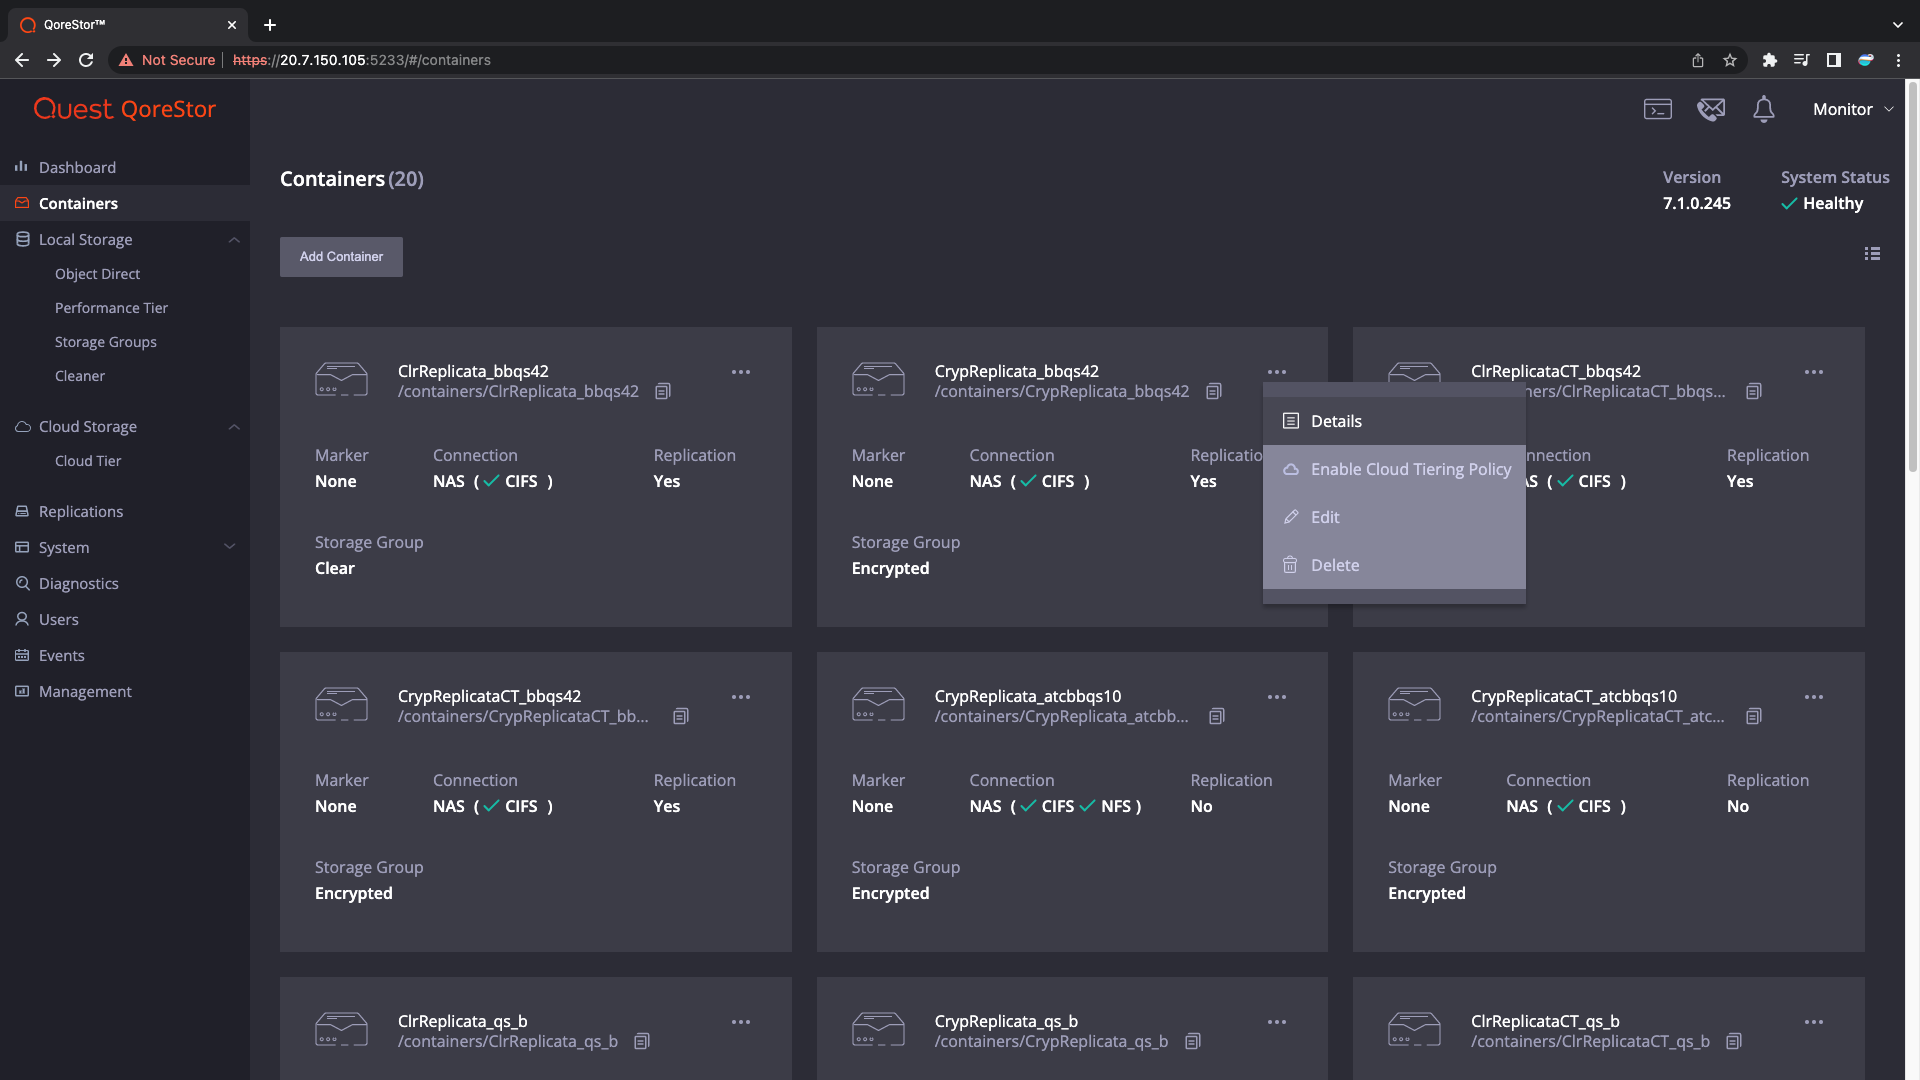 QoreStor™
Not Secure
https://20.7.150.105:5233/#/containers
Quest QoreStor
Monitor
Dashboard
Containers
Local Storage
Object Direct
Performance Tier
Storage Groups
Cleaner
Cloud Storage
Cloud Tier
Replications
System
Diagnostics
Users
Events
Management
Containers (20)
Version
7.1.0.245
System Status
Healthy
Add Container
ClrReplicata_bbqs42
/containers/ClrReplicata_bbqs42
Marker
None
Connection
NAS ( CIFS )
Replication
Yes
Storage Group
Clear
CrypReplicata_bbqs42
/containers/CrypReplicata_bbqs42
Marker
None
Connection
NAS ( CIFS )
Replicatio
Yes
Storage Group
Encrypted
Details
Enable Cloud Tiering Policy
Edit
Delete
ClrReplicataCT_bbqs42
ners/ClrReplicataCT_bbqs...
nnection
AS ( CIFS )
Replication
Yes
CrypReplicataCT_bbqs42
/containers/CrypReplicataCT_bb...
Marker
None
Connection
NAS ( CIFS )
Replication
Yes
Storage Group
Encrypted
CrypReplicata_atcbbqs10
/containers/CrypReplicata_atcbb...
Marker
None
Connection
NAS ( CIFS NFS )
Replication
No
Storage Group
Encrypted
CrypReplicataCT_atcbbqs10
/containers/CrypReplicataCT_atc...
Marker
None
Connection
NAS ( CIFS )
Replication
No
Storage Group
Encrypted
ClrReplicata_qs_b
/containers/ClrReplicata_qs_b
CrypReplicata_qs_b
/containers/CrypReplicata_qs_b
ClrReplicataCT_qs_b
/containers/ClrReplicataCT_qs_b